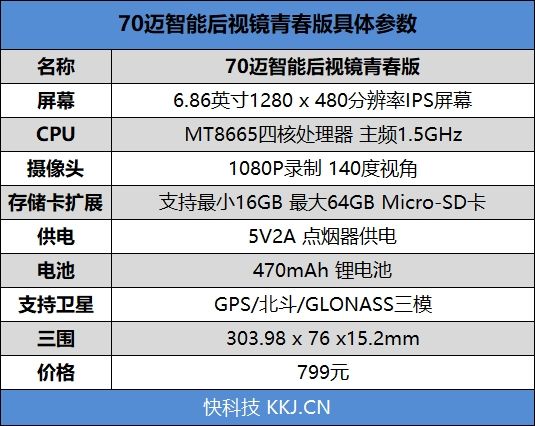 70迈智能后视镜青春版具体参数
名称 70迈智能后视镜青春版
屏幕 6.86英寸1280 x 480分辨率IPS屏幕
CPU MT8665四核处理器 主频1.5GHz
摄像头 1080P录制 140度视角
存储卡扩展 支持最小16GB 最大64GB Micro-SD卡
供电 5V2A 点烟器供电
电池 470mAh 锂电池
支持卫星 GPS/北斗/GLONASS三模
三围 303.98 x 76 x15.2mm
价格 799元
快科技 KKJ.CN